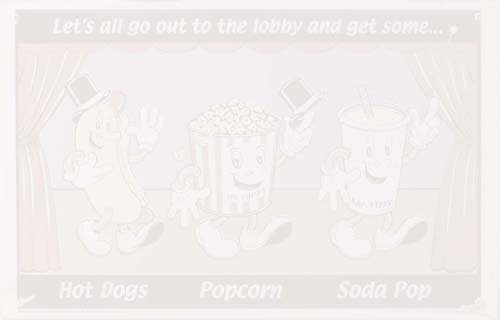 Let's all go out to the lobby and get some...
Hot Dogs Popcorn Soda Pop